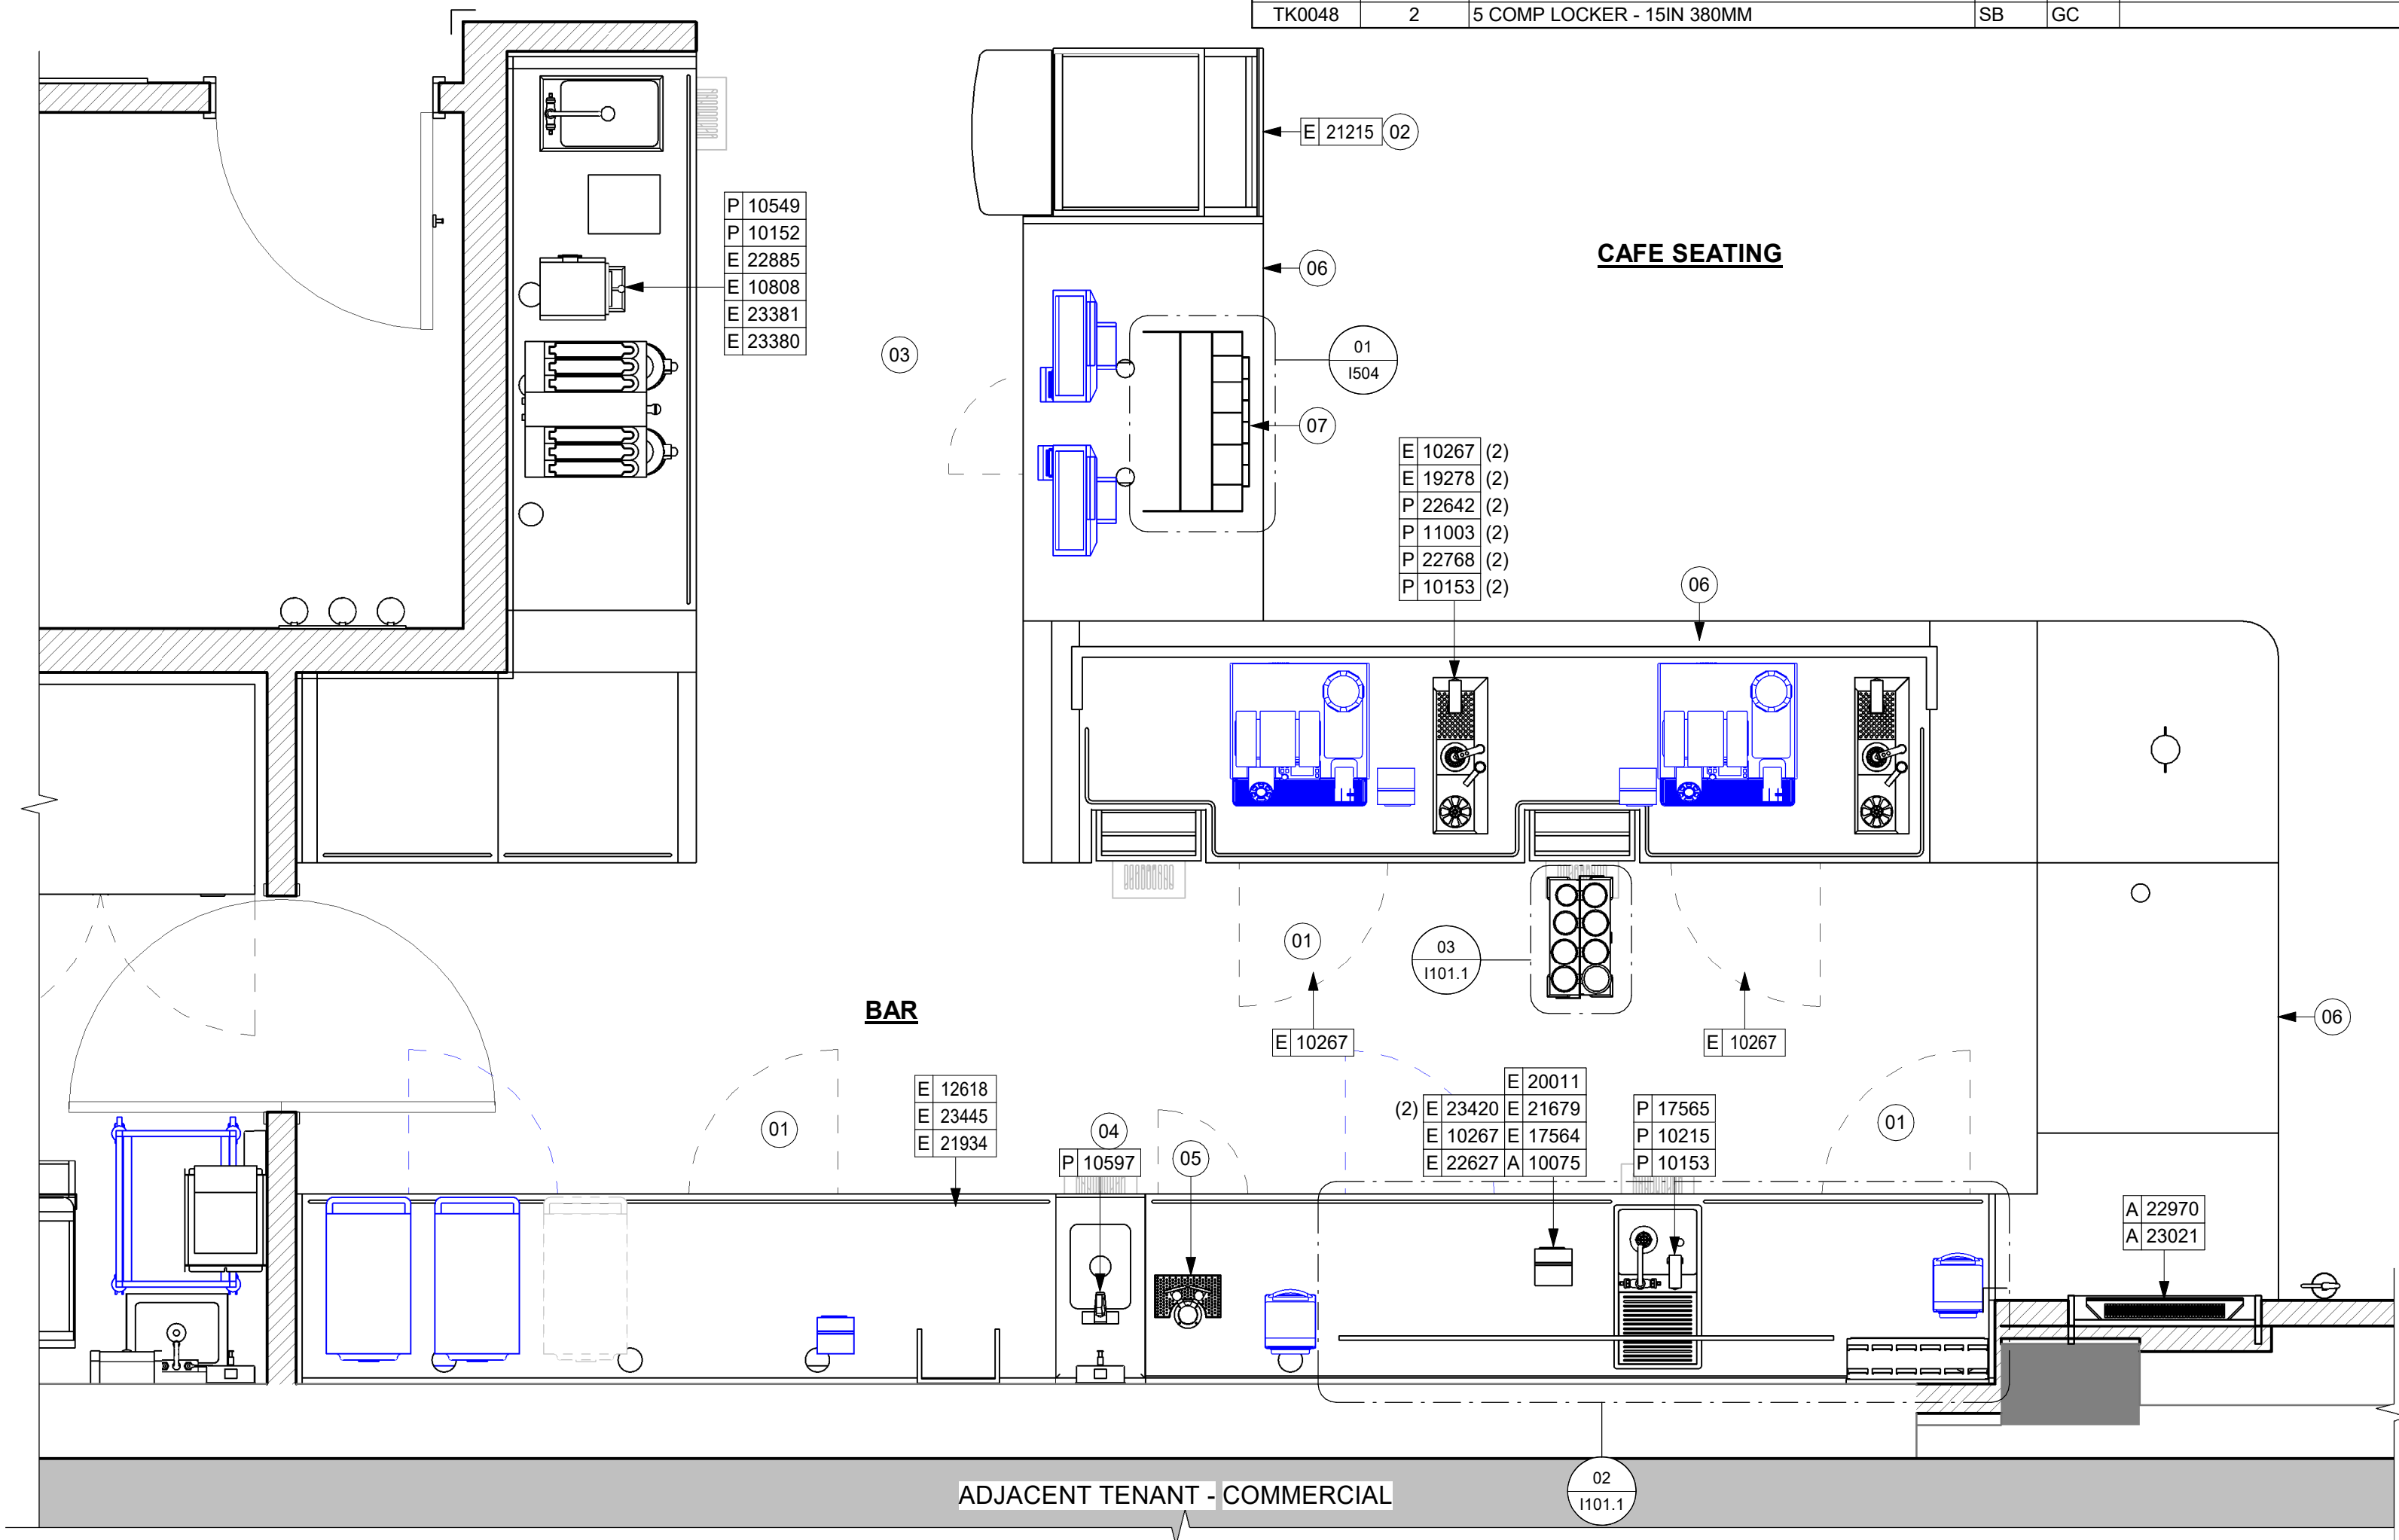 TK0048 2 5 COMP LOCKER - 15IN 380MM SB GC
E 21215 02
P 10549
P 10152
E 22885
E 10808
E 23381
E 23380
CAFE SEATING
06
03
01
I504
07
E 10267 (2)
E 19278 (2)
P 22642 (2)
P 11003 (2)
P 22768 (2)
P 10153 (2)
06
01
03
I101.1
BAR
E 10267
E 10267
06
E 12618
E 23445
E 21934
01
04
P 10597
05
E 20011
(2) E 23420 E 21679
E 10267 E 17564
E 22627 A 10075
P 17565
P 10215
P 10153
01
A 22970
A 23021
ADJACENT TENANT - COMMERCIAL
02
I101.1